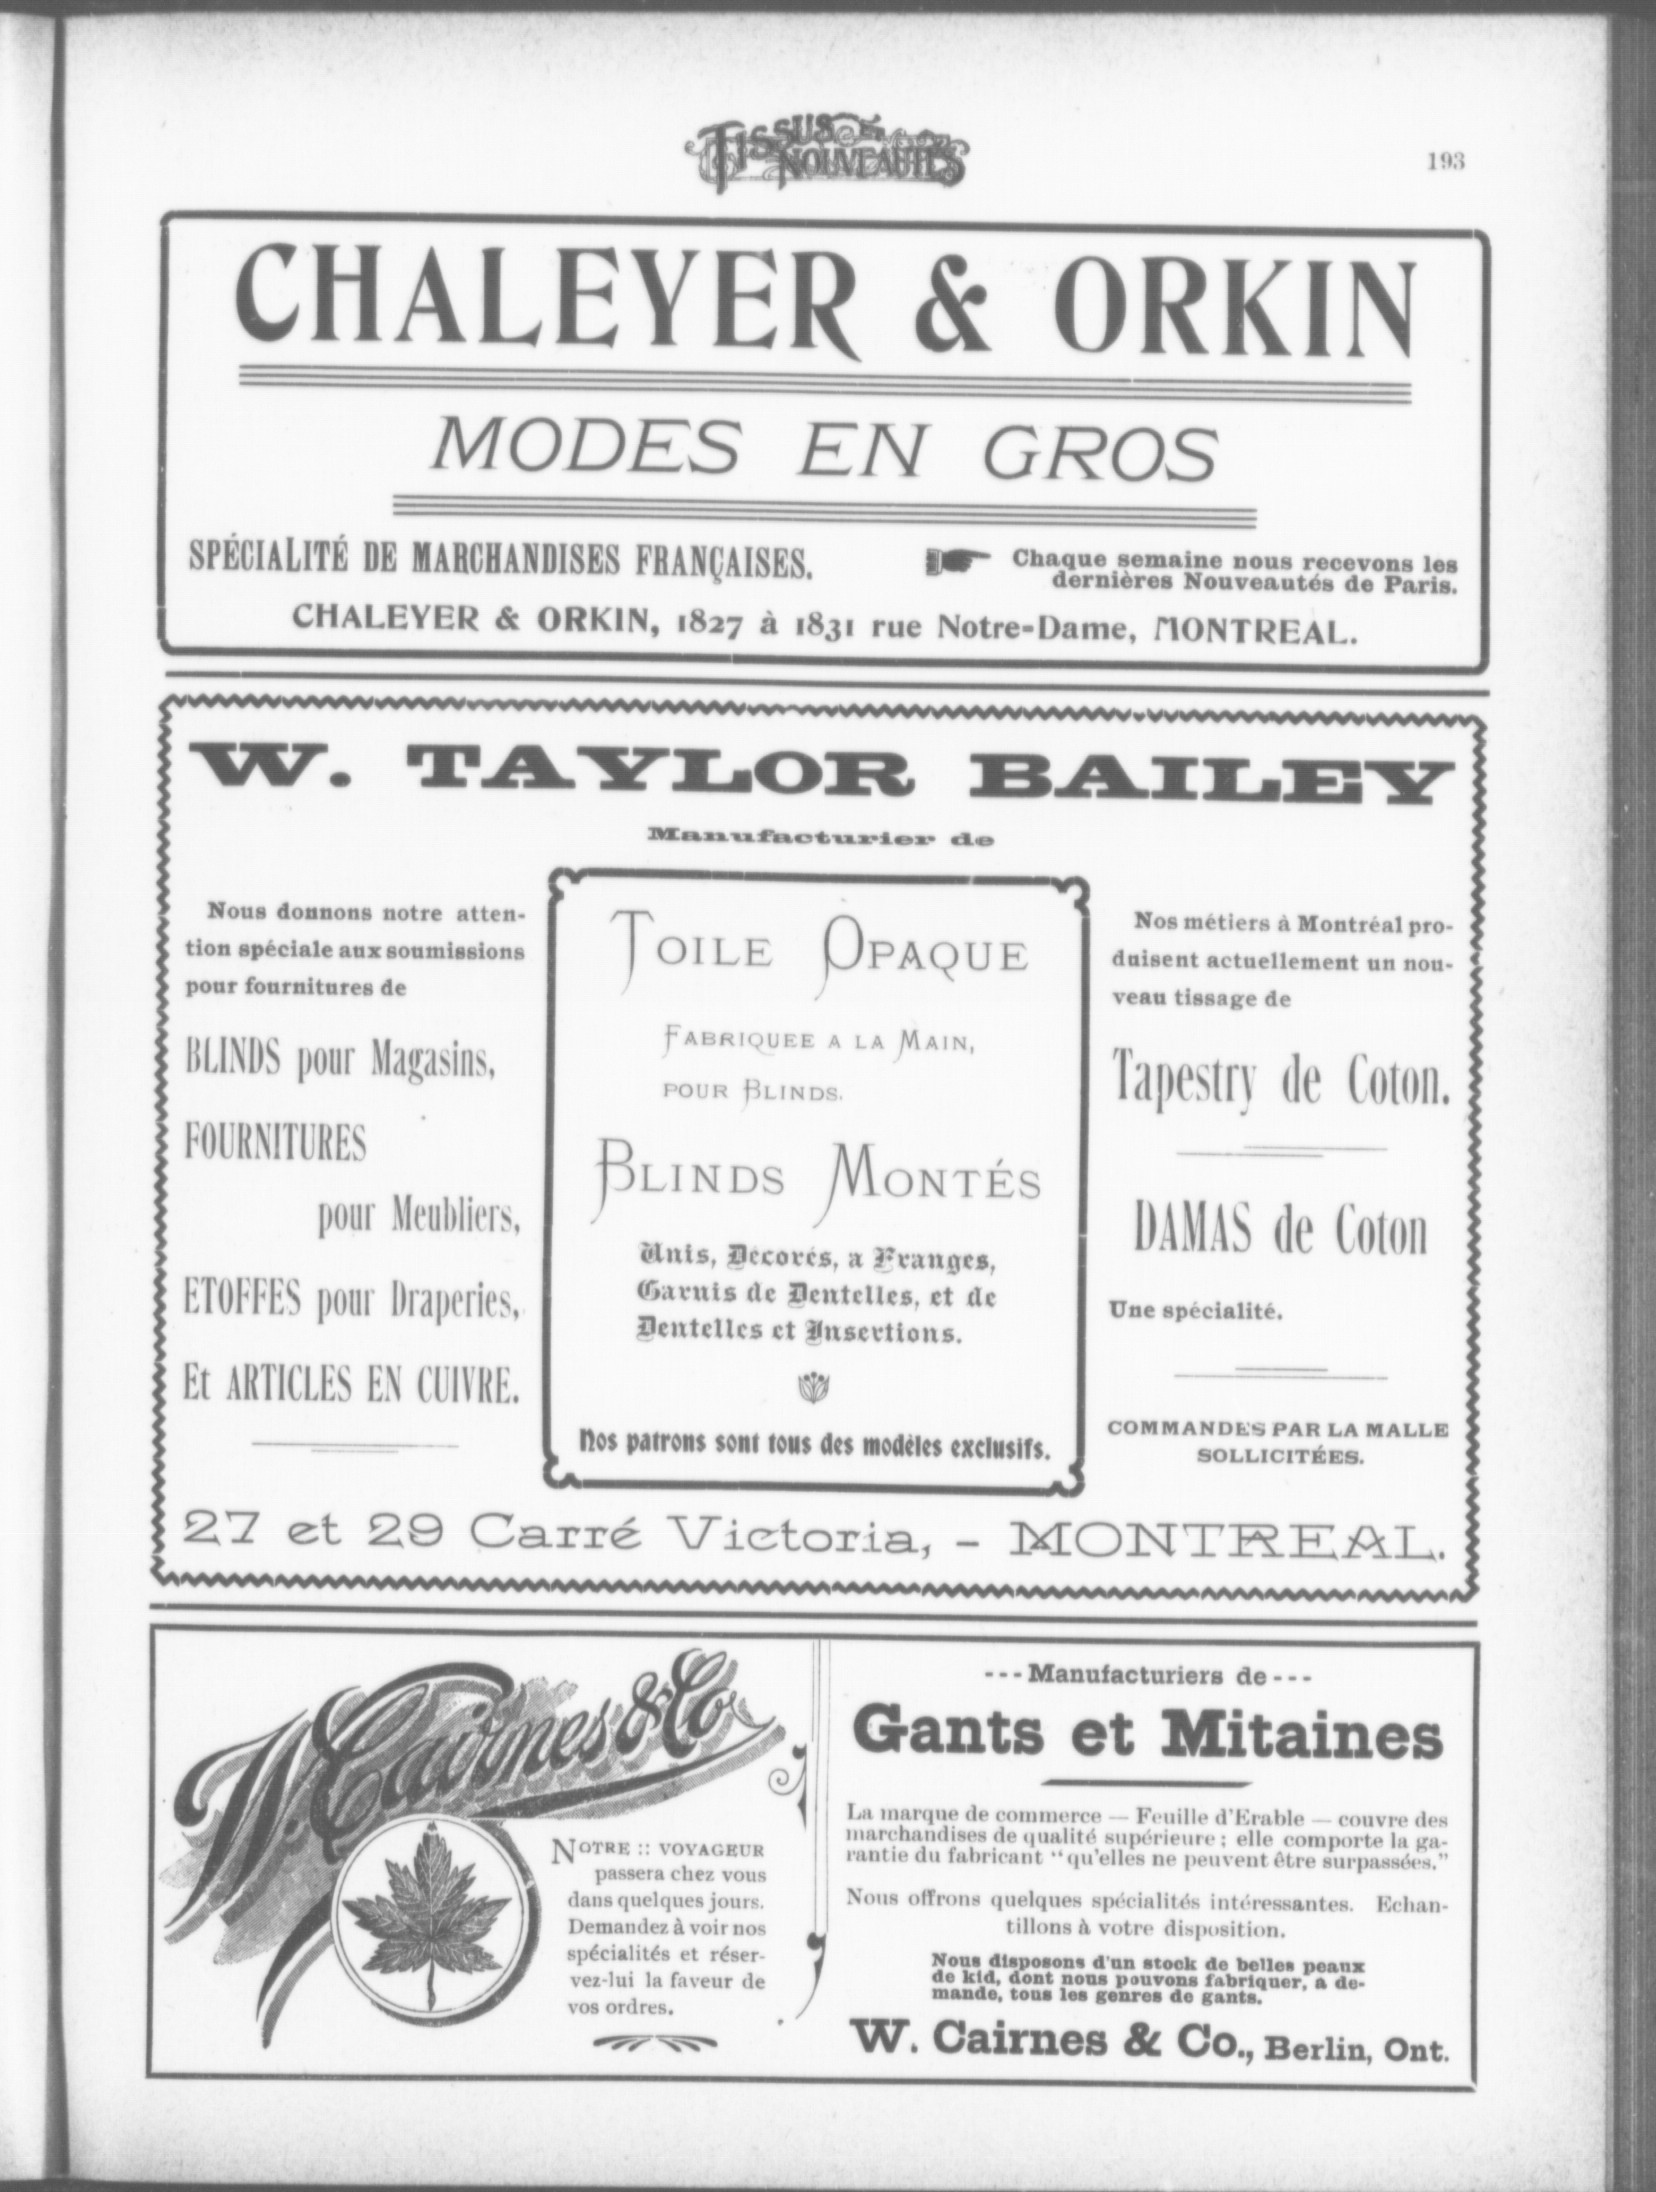 TISSUS ET NOUVEAUTÉS
193
CHALEYER & ORKIN
MODES EN GROS
SPÉCIALITÉ DE MARCHANDISES FRANÇAISES.
Chaque semaine nous recevons les
dernières Nouveautés de Paris.
CHALEYER & ORKIN, 1827 à 1831 rue Notre-Dame, MONTREAL.
W. TAYLOR BAILEY
Manufacturier de
Nous donnons notre atten-
tion spéciale aux soumissions
pour fournitures de
BLINDS pour Magasins,
FOURNITURES
pour Meubliers,
ETOFFES pour Draperies,
Et ARTICLES EN CUIVRE.
TOILE OPAQUE
FABRIQUEE A LA MAIN,
POUR BLINDS.
BLINDS MONTÉS
Unis, Décorés, a Franges,
Garnis de Dentelles, et de
Dentelles et Insertions.
Nos patrons sont tous des modèles exclusifs.
Nos métiers à Montréal pro-
duisent actuellement un nou-
veau tissage de
Tapestry de Coton.
DAMAS de Coton
Une spécialité.
COMMANDES PAR LA MALLE
SOLLICITÉES.
27 et 29 Carré Victoria, - MONTREAL.
W. Cairnes & Co
NOTRE :: VOYAGEUR
passera chez vous
dans quelques jours.
Demandez à voir nos
spécialités et réser-
vez-lui la faveur de
vos ordres.
---Manufacturiers de---
Gants et Mitaines
La marque de commerce — Feuille d'Erable — couvre des
marchandises de qualité supérieure; elle comporte la ga-
rantie du fabricant "qu'elles ne peuvent être surpassées."
Nous offrons quelques spécialités intéressantes. Echan-
tillons à votre disposition.
Nous disposons d'un stock de belles peaux
de kid, dont nous pouvons fabriquer, a de-
mande, tous les genres de gants.
W. Cairnes & Co., Berlin, Ont.